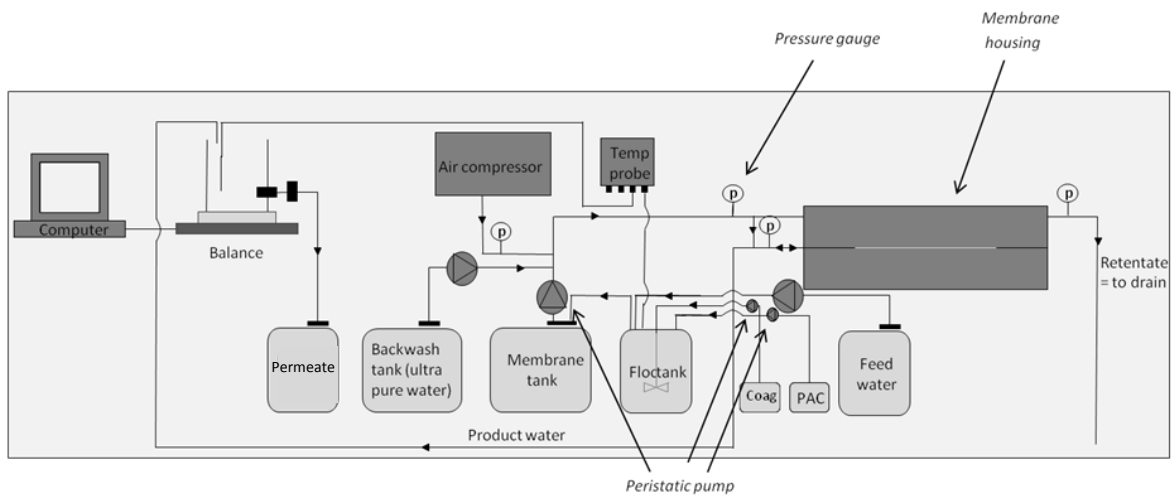 Membrane
housing
Pressure gauge
Air compressor
Temp
probe
p
p
p
p
Computer
Balance
Retentate
= to drain
Permeate
Backwash
tank (ultra
pure water)
Membrane
tank
Floctank
Coag
PAC
Feed
water
Product water
Peristatic pump